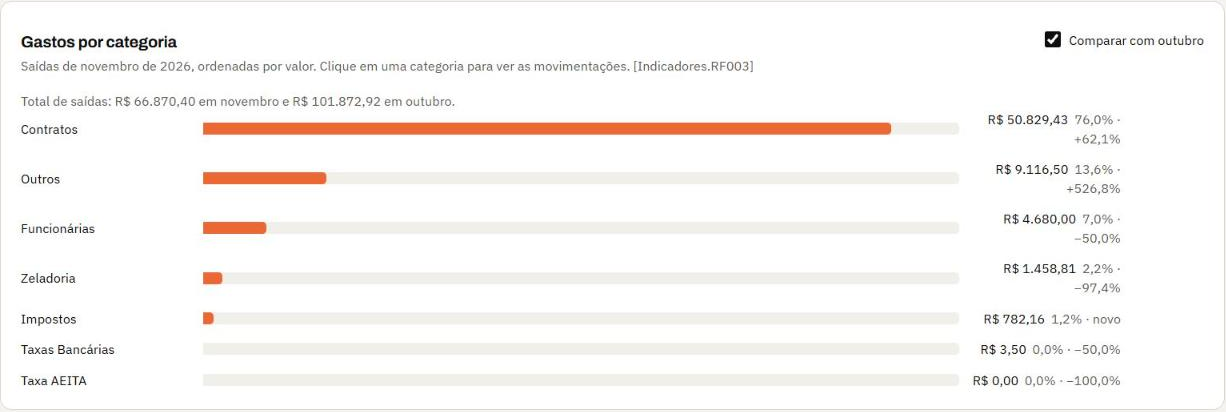 Gastos por categoria
Comparar com outubro
Saídas de novembro de 2026, ordenadas por valor. Clique em uma categoria para ver as movimentações. [Indicadores.RF003]
Total de saídas: R$ 66.870,40 em novembro e R$ 101.872,92 em outubro.
Contratos R$ 50.829,43 76,0% ·
+62,1%
Outros R$ 9.116,50 13,6% ·
+526,8%
Funcionárias R$ 4.680,00 7,0% ·
−50,0%
Zeladoria R$ 1.458,81 2,2% ·
−97,4%
Impostos R$ 782,16 1,2% · novo
Taxas Bancárias R$ 3,50 0,0% · −50,0%
Taxa AEITA R$ 0,00 0,0% · −100,0%